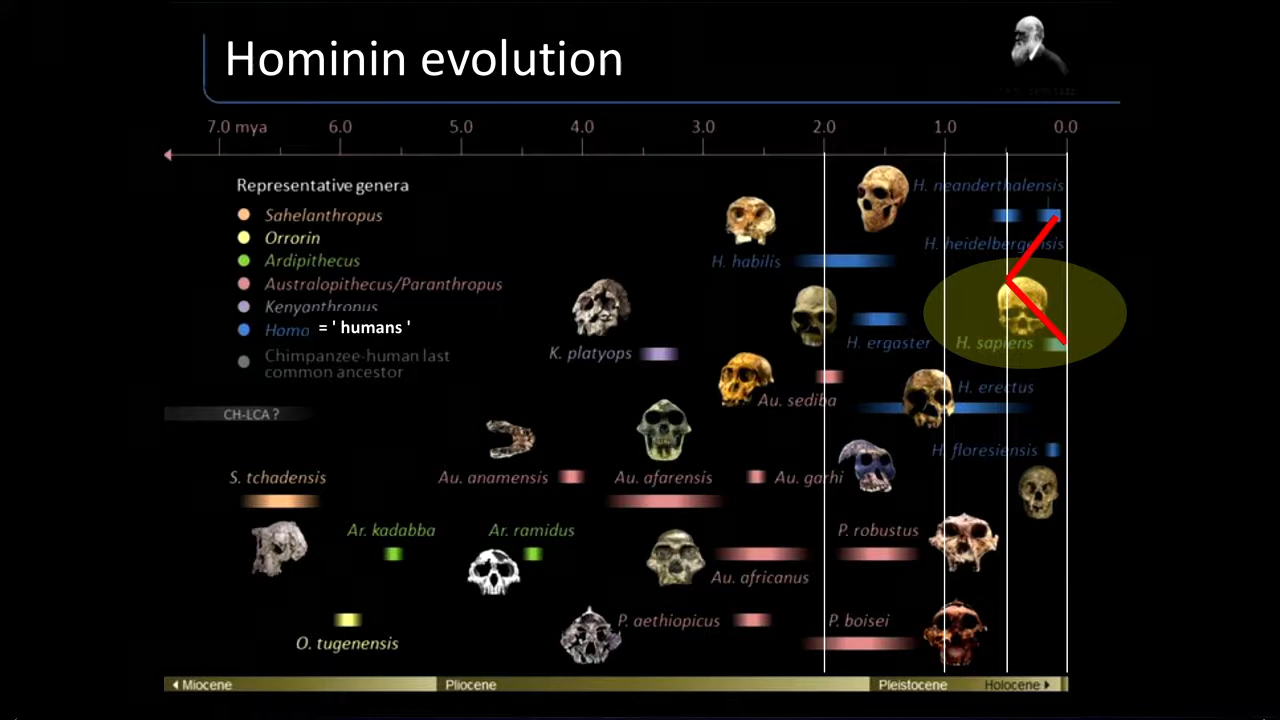 Hominin evolution
7.0 mya 6.0 5.0 4.0 3.0 2.0 1.0 0.0
Representative genera
Sahelanthropus
Orrorin
Ardipithecus
Australopithecus/Paranthropus
Kenyanthropus
Homo = ' humans '
Chimpanzee-human last
common ancestor
CH-LCA ?
H. neanderthalensis
H. heidelbergensis
H. habilis
H. ergaster
H. sapiens
K. platyops
Au. sediba
H. erectus
H. floresiensis
S. tchadensis
Au. anamensis
Au. afarensis
Au. garhi
Ar. kadabba
Ar. ramidus
P. robustus
Au. africanus
P. aethiopicus
P. boisei
O. tugenensis
Miocene
Pliocene
Pleistocene
Holocene